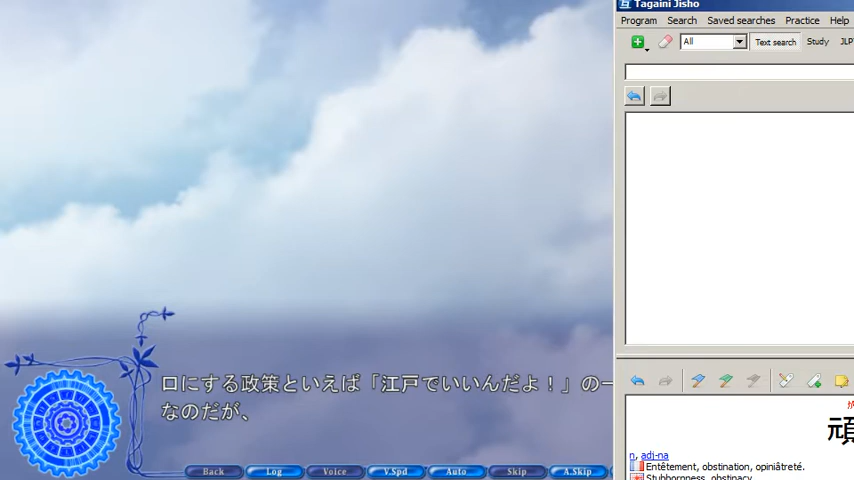 Tagaini Jisho
Program Search Saved searches Practice Help
All Text search Study
口にする政策といえば「江戸でいいんだよ！」の一
なのだが、
Back Log Voice V.Spd Auto Skip A.Skip
頑
n, adj-na
Entêtement, obstination, opiniâtreté.
Stubbornness, obstinacy